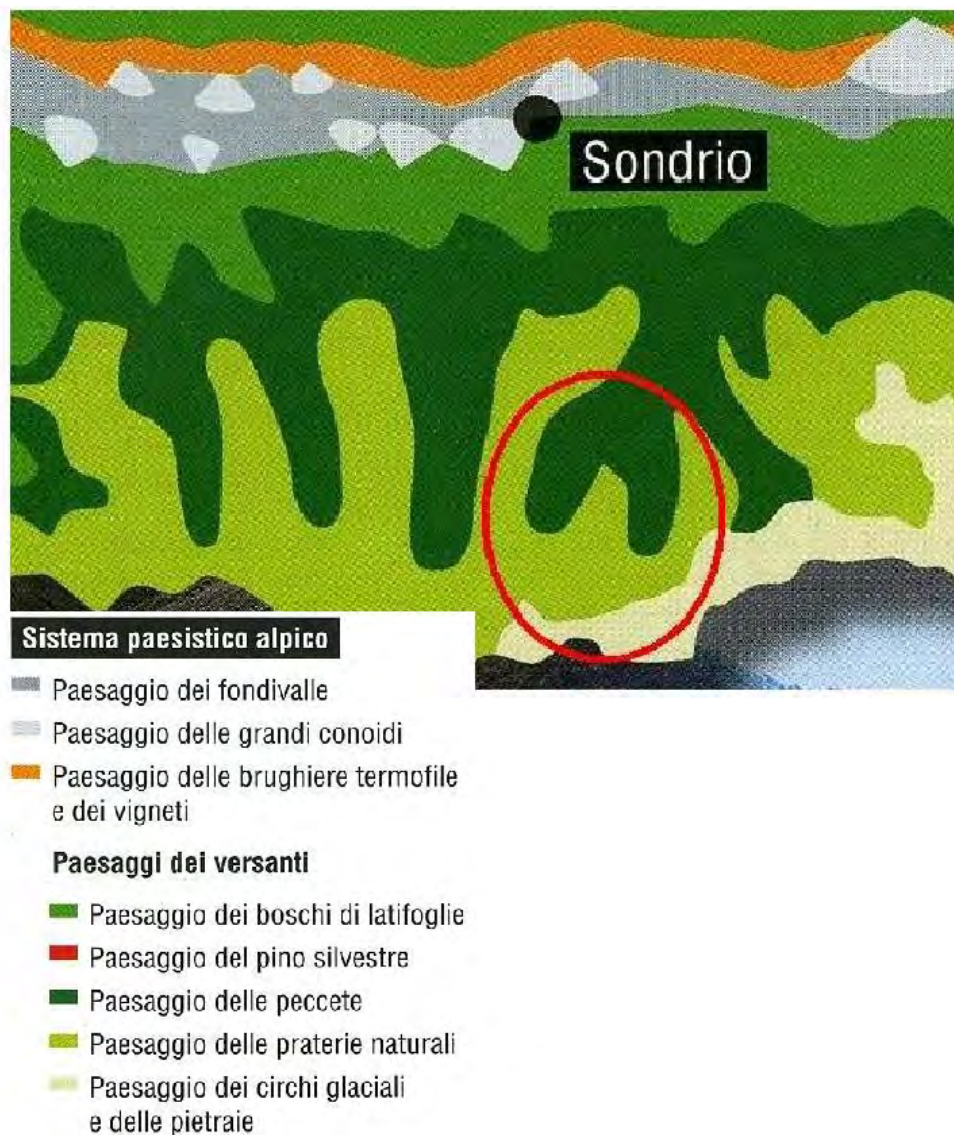 Sondrio
Sistema paesistico alpico
Paesaggio dei fondivalle
Paesaggio delle grandi conoidi
Paesaggio delle brughiere termofile
e dei vigneti
Paesaggi dei versanti
Paesaggio dei boschi di latifoglie
Paesaggio del pino silvestre
Paesaggio delle peccete
Paesaggio delle praterie naturali
Paesaggio dei circhi glaciali
e delle pietraie